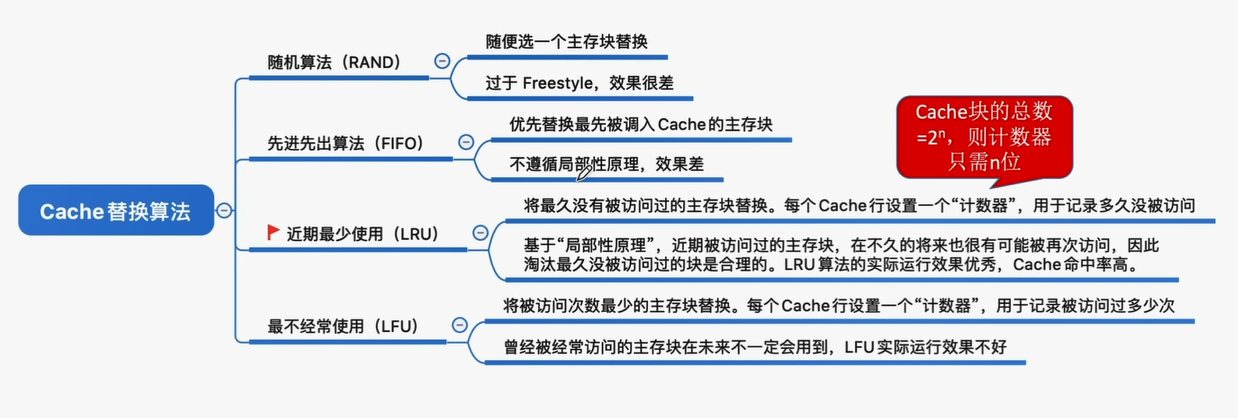 随机算法（RAND）
随便选一个主存块替换
过于 Freestyle，效果很差
先进先出算法（FIFO）
优先替换最先被调入 Cache 的主存块
不遵循局部性原理，效果差
Cache块的总数
=2ⁿ，则计数器
只需n位
Cache 替换算法
近期最少使用（LRU）
将最久没有被访问过的主存块替换。每个 Cache 行设置一个“计数器”，用于记录多久没被访问
基于“局部性原理”，近期被访问过的主存块，在不久的将来也很有可能被再次访问，因此
淘汰最久没被访问过的块是合理的。LRU 算法的实际运行效果优秀，Cache 命中率高。
最不经常使用（LFU）
将被访问次数最少的主存块替换。每个 Cache 行设置一个“计数器”，用于记录被访问过多少次
曾经被经常访问的主存块在未来不一定会用到，LFU 实际运行效果不好